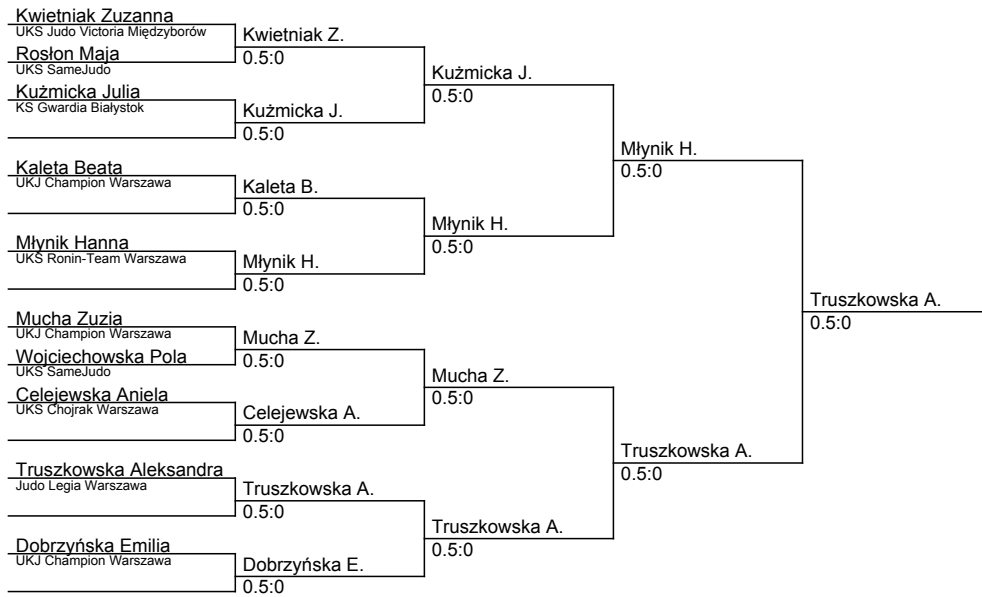 Kwietniak Zuzanna
UKS Judo Victoria Międzyborów
Rosłon Maja
UKS SameJudo
Kużmicka Julia
KS Gwardia Białystok
Kaleta Beata
UKJ Champion Warszawa
Młynik Hanna
UKS Ronin-Team Warszawa
Mucha Zuzia
UKJ Champion Warszawa
Wojciechowska Pola
UKS SameJudo
Celejewska Aniela
UKS Chojrak Warszawa
Truszkowska Aleksandra
Judo Legia Warszawa
Dobrzyńska Emilia
UKJ Champion Warszawa
Kwietniak Z.
0.5:0
Kużmicka J.
0.5:0
Kaleta B.
0.5:0
Młynik H.
0.5:0
Mucha Z.
0.5:0
Celejewska A.
0.5:0
Truszkowska A.
0.5:0
Dobrzyńska E.
0.5:0
Kużmicka J.
0.5:0
Młynik H.
0.5:0
Mucha Z.
0.5:0
Truszkowska A.
0.5:0
Młynik H.
0.5:0
Truszkowska A.
0.5:0
Truszkowska A.
0.5:0